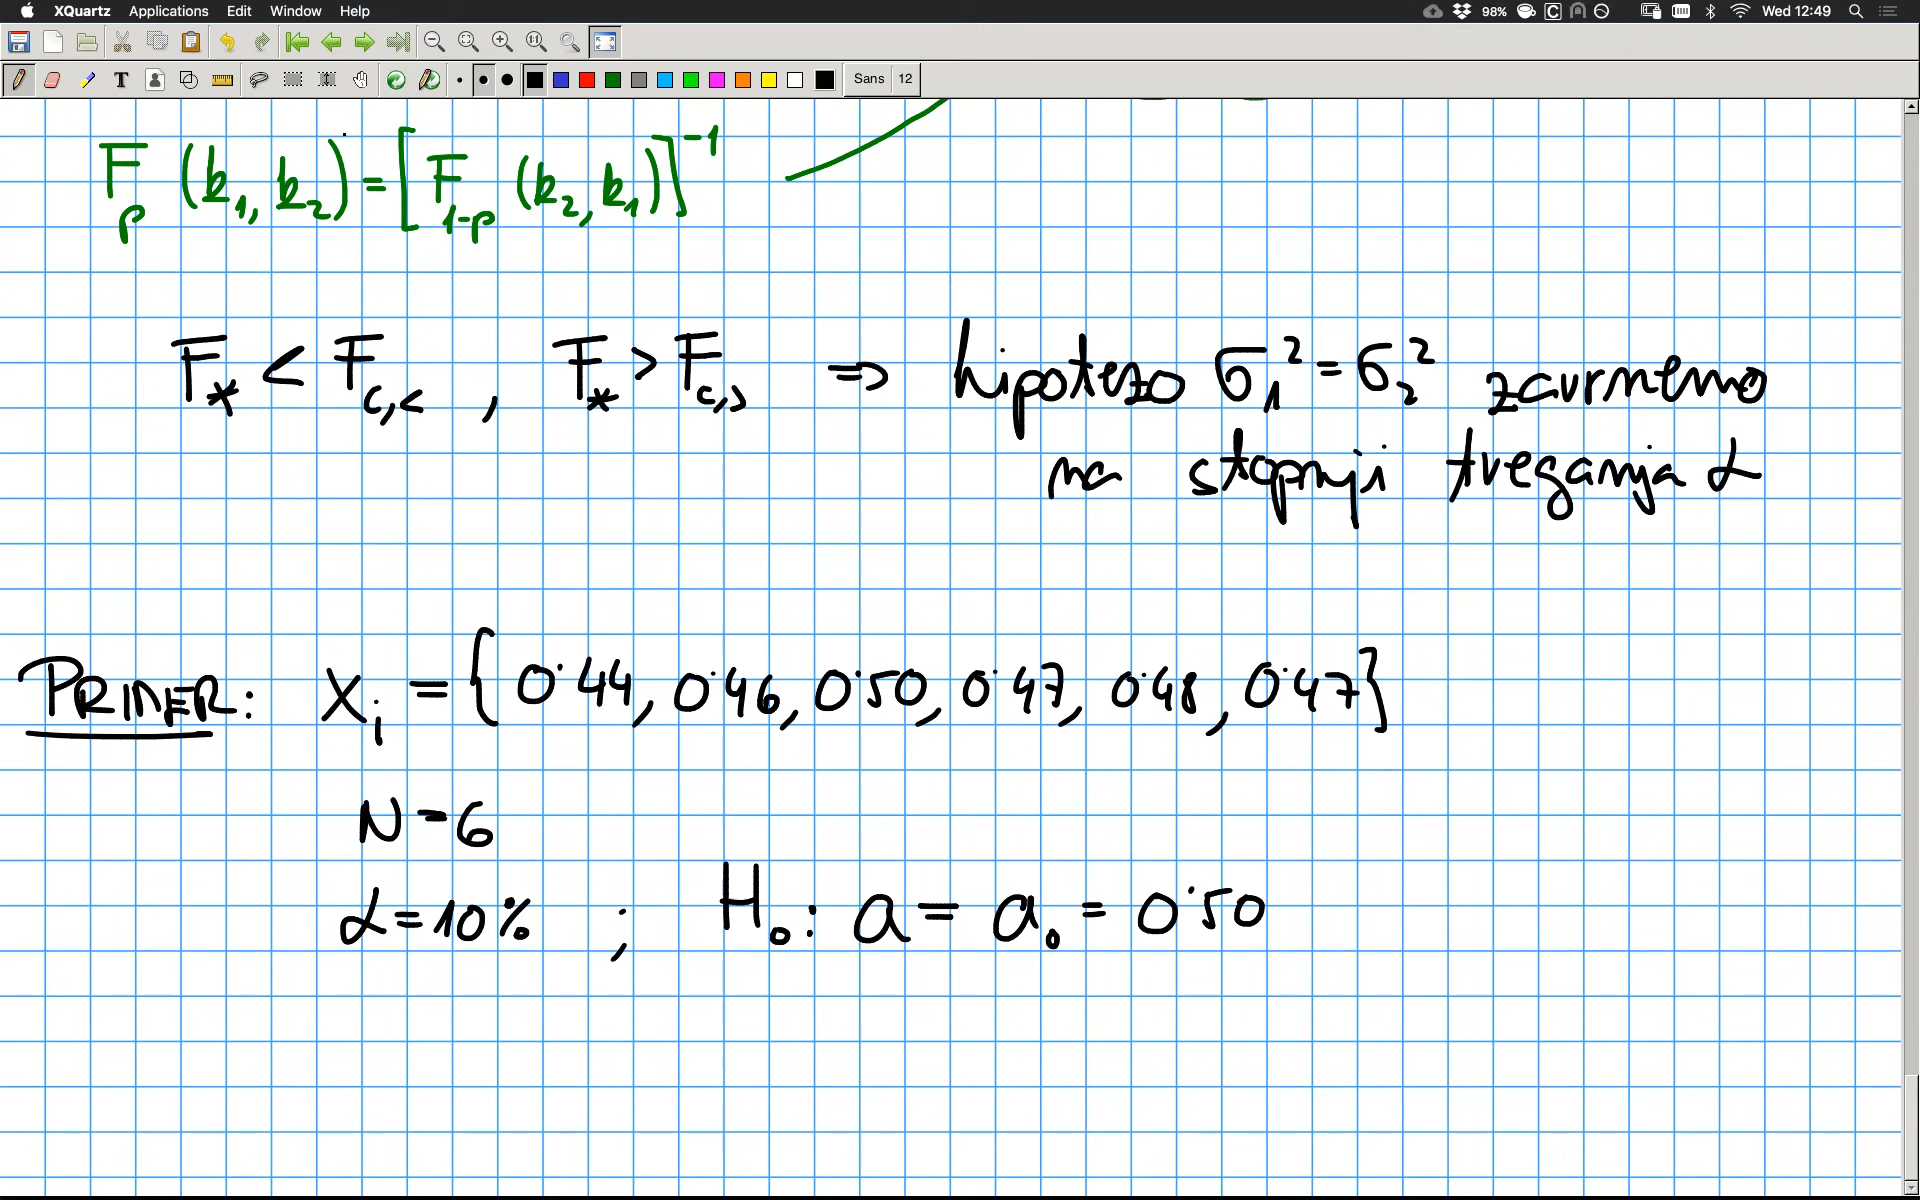 XQuartz Applications Edit Window Help 98% Wed 12:49
T Sans 12
F_p (k_1, k_2) = [F_{1-p} (k_2, k_1)]^{-1}
F_* < F_{c,<} , F_* > F_{c,>} ⇒ hipotezo σ_1^2 = σ_2^2 zavrnemo
na stopnji tveganja α
PRIMER: x_i = {0˙44, 0˙46, 0˙50, 0˙47, 0˙48, 0˙47}
N = 6
α = 10% ; H_0: a = a_0 = 0˙50